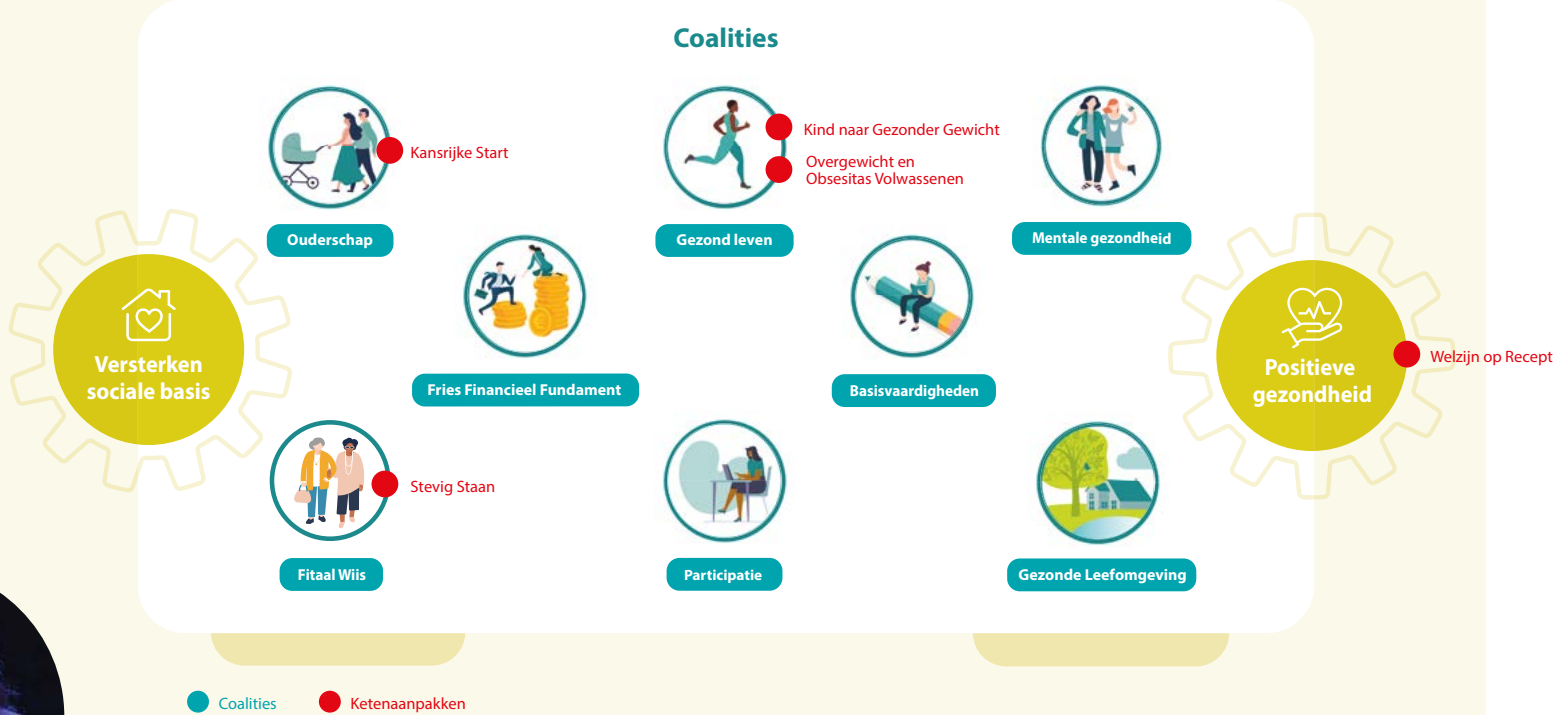 Coalities
Kansrijke Start
Kind naar Gezonder Gewicht
Overgewicht en
Obsesitas Volwassenen
Ouderschap
Gezond leven
Mentale gezondheid
Versterken
sociale basis
Positieve
gezondheid
Welzijn op Recept
Fries Financieel Fundament
Basisvaardigheden
Stevig Staan
Fitaal Wiis
Participatie
Gezonde Leefomgeving
Coalities
Ketenaanpakken